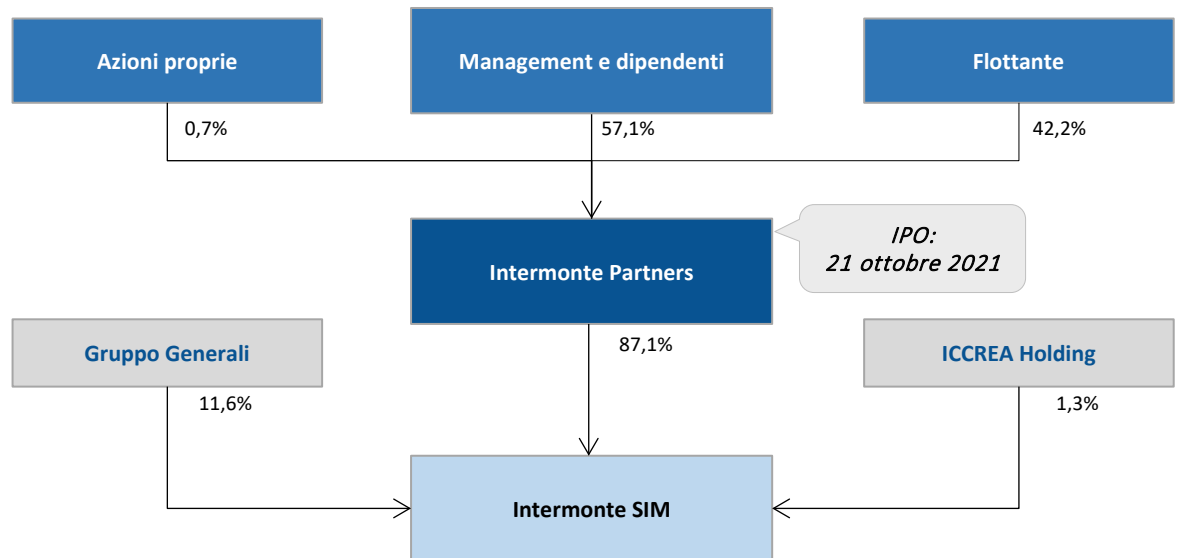 Azioni proprie
Management e dipendenti
Flottante
0,7%
57,1%
42,2%
Intermonte Partners
IPO:
21 ottobre 2021
87,1%
Gruppo Generali
ICCREA Holding
11,6%
1,3%
Intermonte SIM